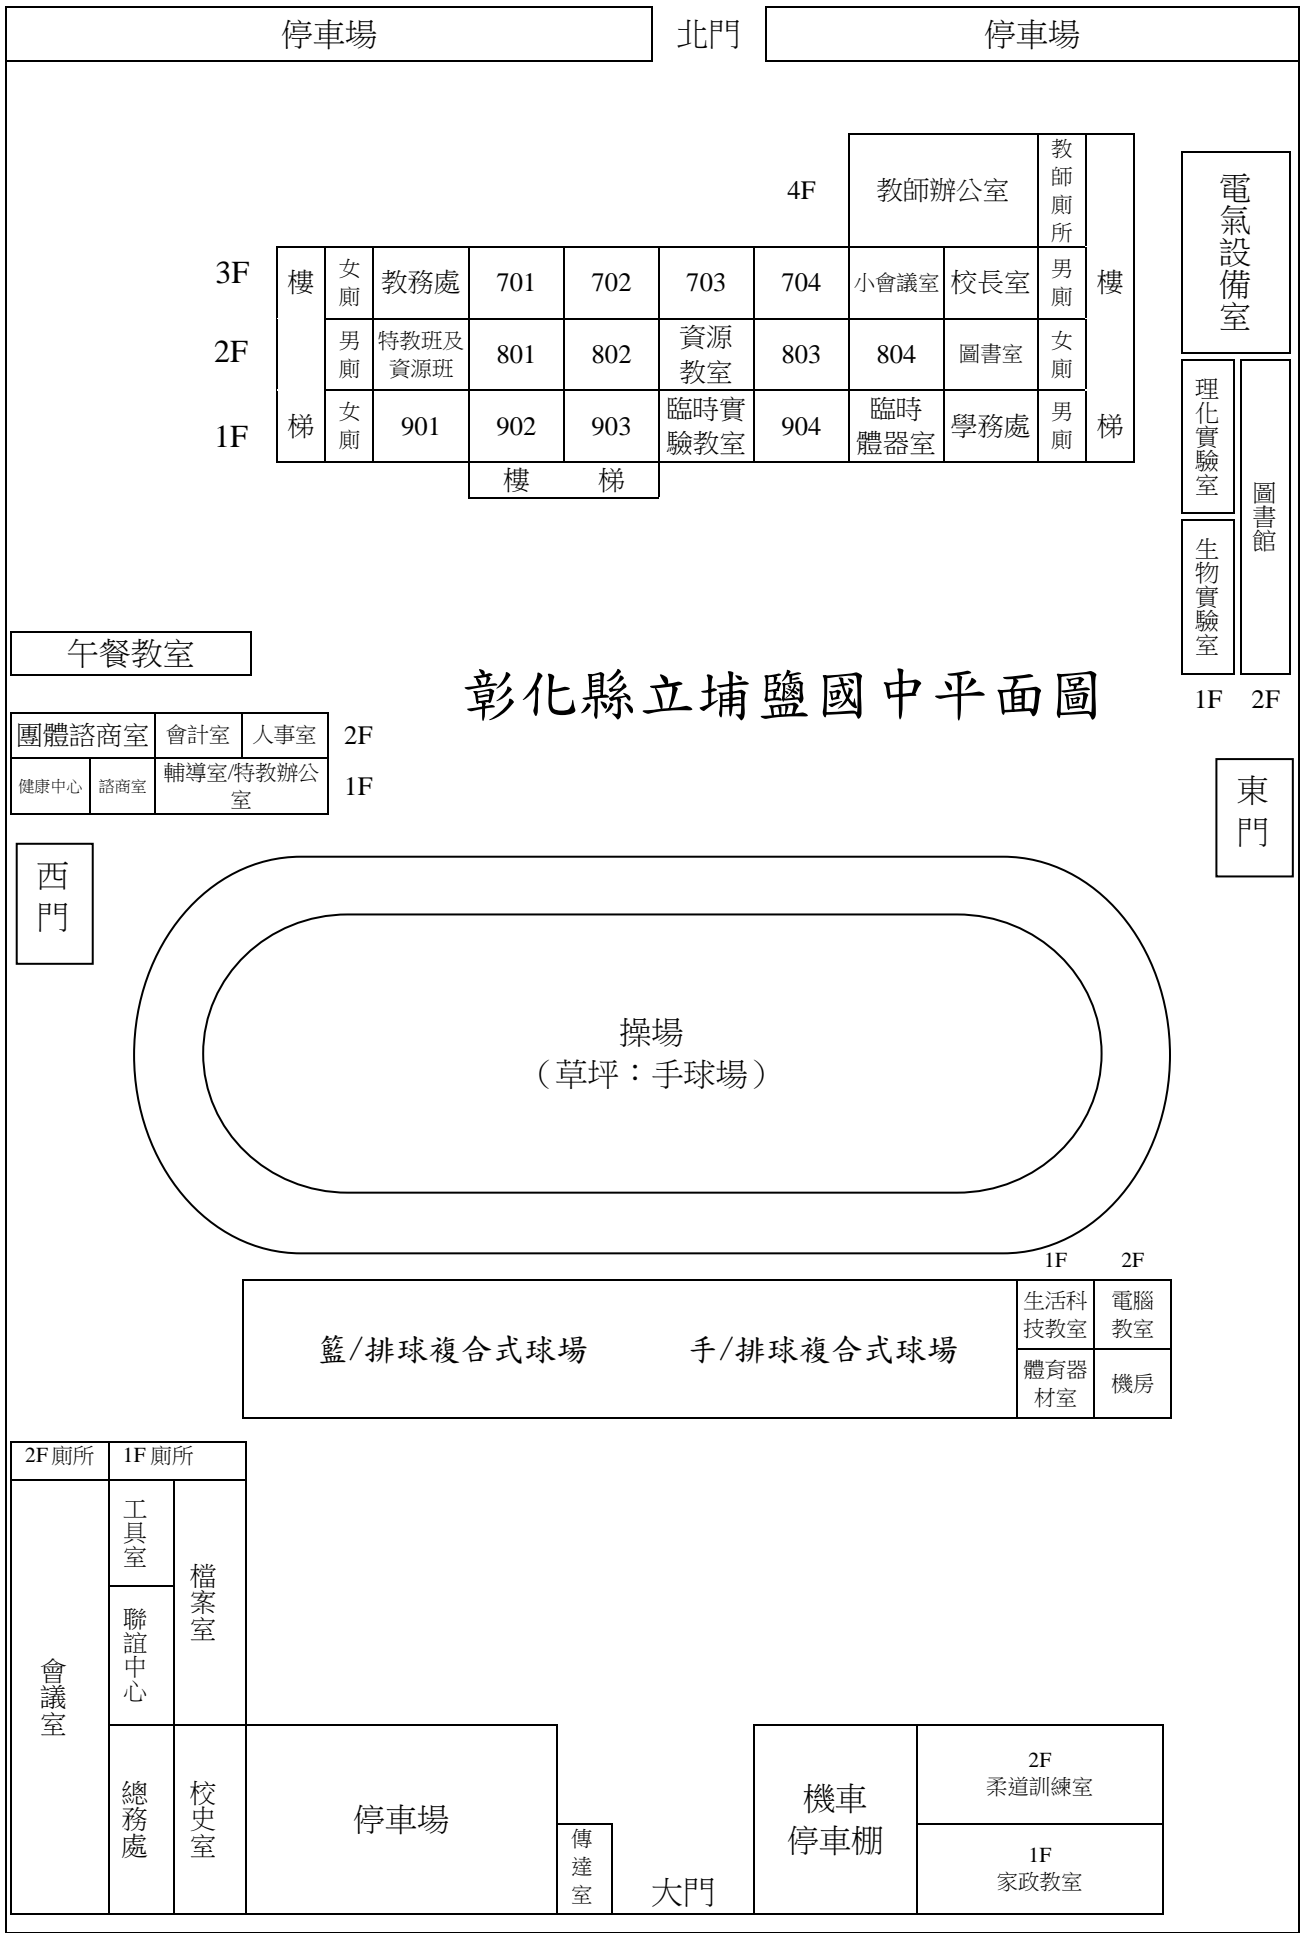 停車場 北門 停車場
教師廁所
4F 教師辦公室
電氣設備室
3F 樓 女廁 教務處 701 702 703 704 小會議室 校長室 男廁 樓
2F 男廁 特教班及資源班 801 802 資源教室 803 804 圖書室 女廁
1F 梯 女廁 901 902 903 臨時實驗教室 904 臨時體器室 學務處 男廁 梯
樓 梯
理化實驗室
圖書館
生物實驗室
1F 2F
午餐教室
彰化縣立埔鹽國中平面圖
團體諮商室 會計室 人事室 2F
健康中心 諮商室 輔導室/特教辦公室 1F
東門
西門
操場
（草坪：手球場）
1F 2F
籃/排球複合式球場 手/排球複合式球場
生活科技教室 電腦教室
體育器材室 機房
2F廁所 1F廁所
工具室
檔案室
聯誼中心
會議室
總務處 校史室
停車場
傳達室
大門
機車
停車棚
2F
柔道訓練室
1F
家政教室